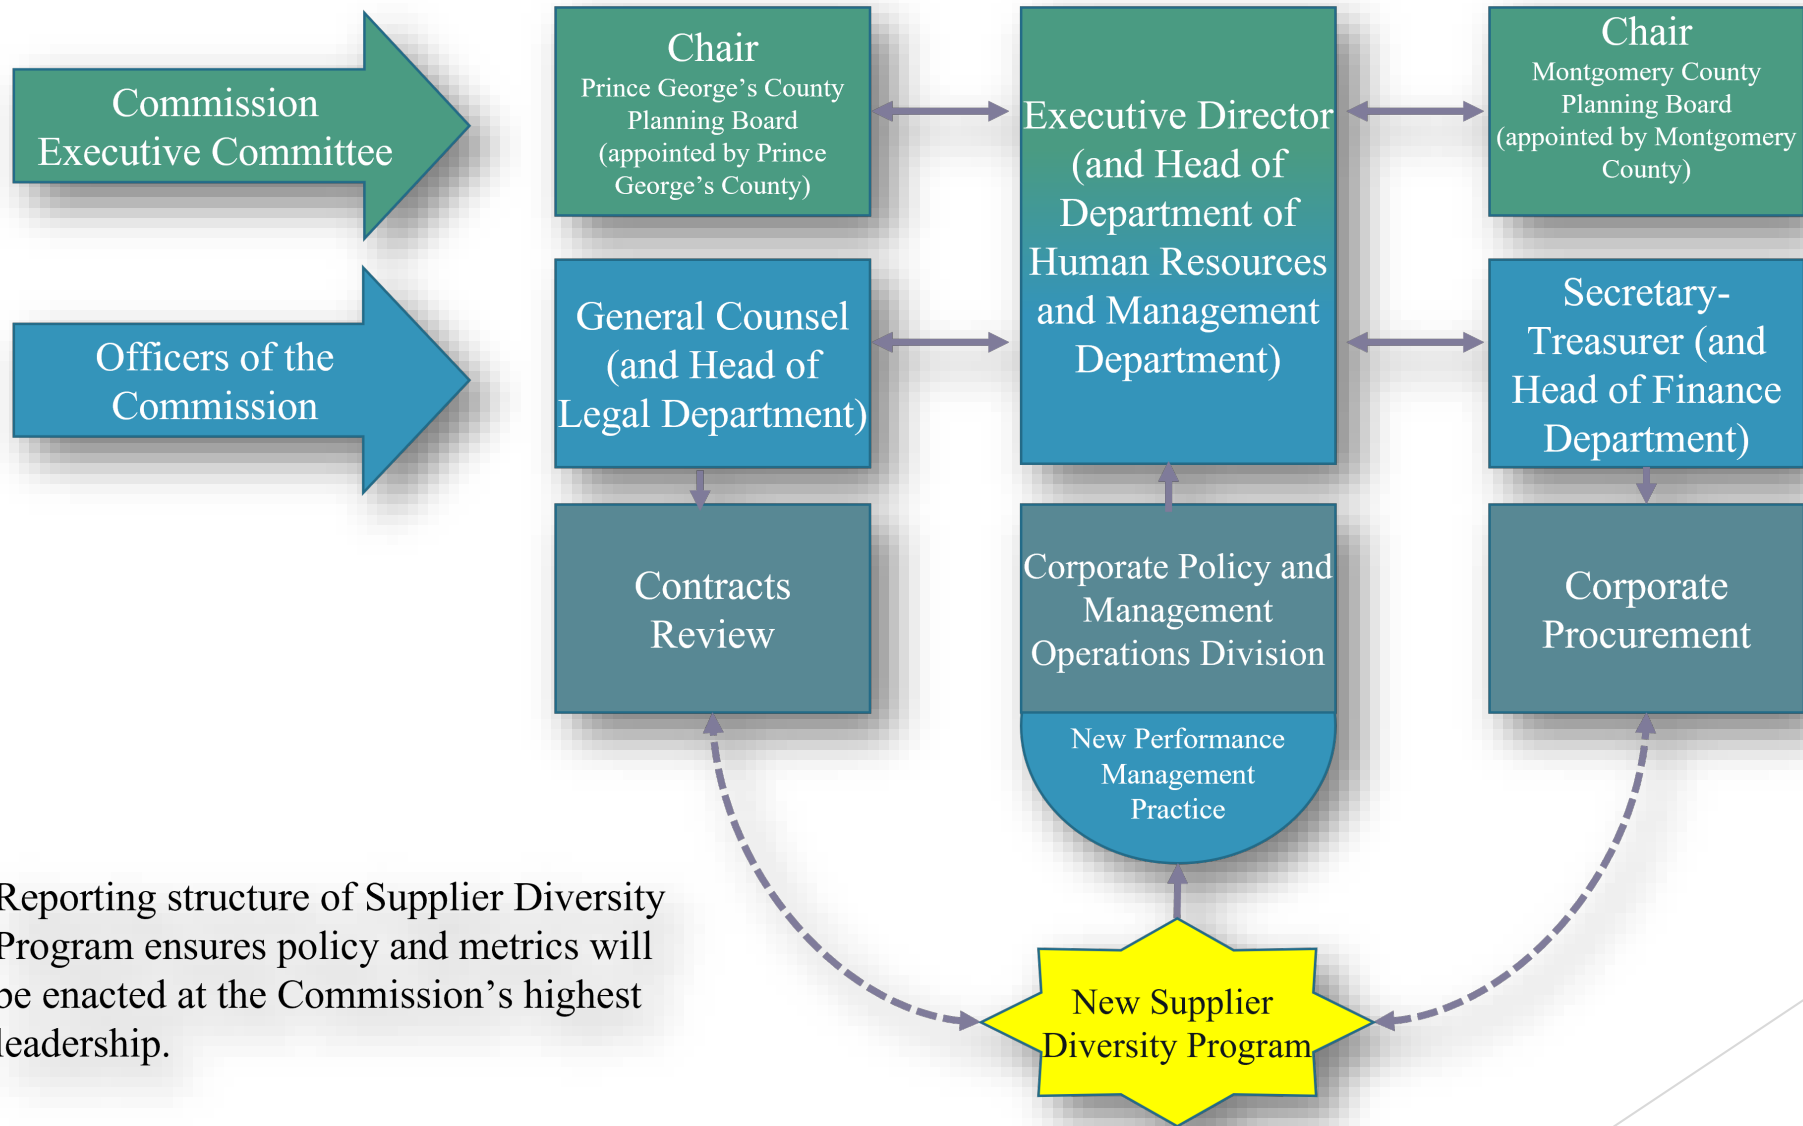 Commission
Executive Committee
Chair
Prince George’s County
Planning Board
(appointed by Prince
George’s County)
Executive Director
(and Head of
Department of
Human Resources
and Management
Department)
Chair
Montgomery County
Planning Board
(appointed by Montgomery
County)
Officers of the
Commission
General Counsel
(and Head of
Legal Department)
Secretary-
Treasurer (and
Head of Finance
Department)
Contracts
Review
Corporate Policy and
Management
Operations Division
Corporate
Procurement
New Performance
Management
Practice
Reporting structure of Supplier Diversity
Program ensures policy and metrics will
be enacted at the Commission’s highest
leadership.
New Supplier
Diversity Program